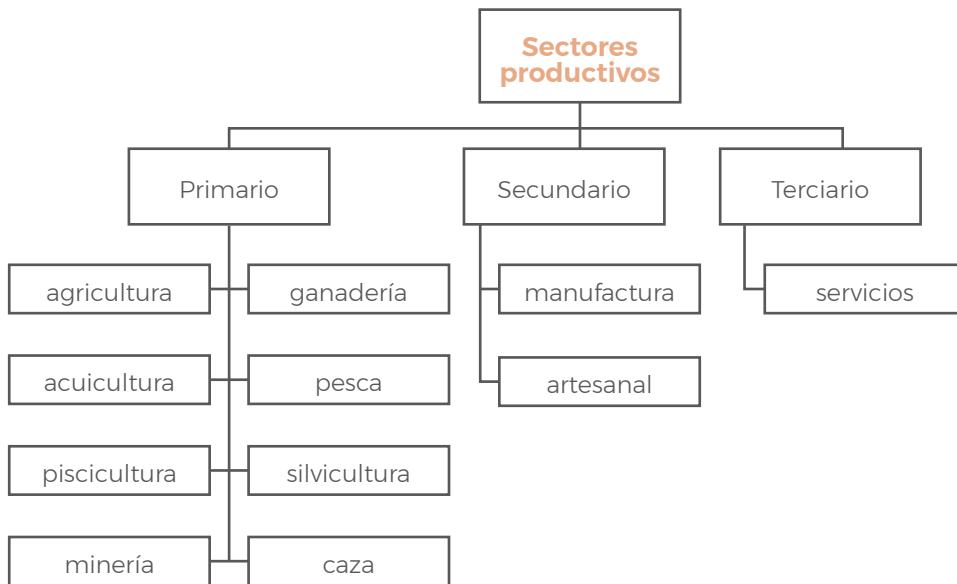 Sectores
productivos
Primario
Secundario
Terciario
agricultura
ganadería
manufactura
servicios
acuicultura
pesca
artesanal
piscicultura
silvicultura
minería
caza